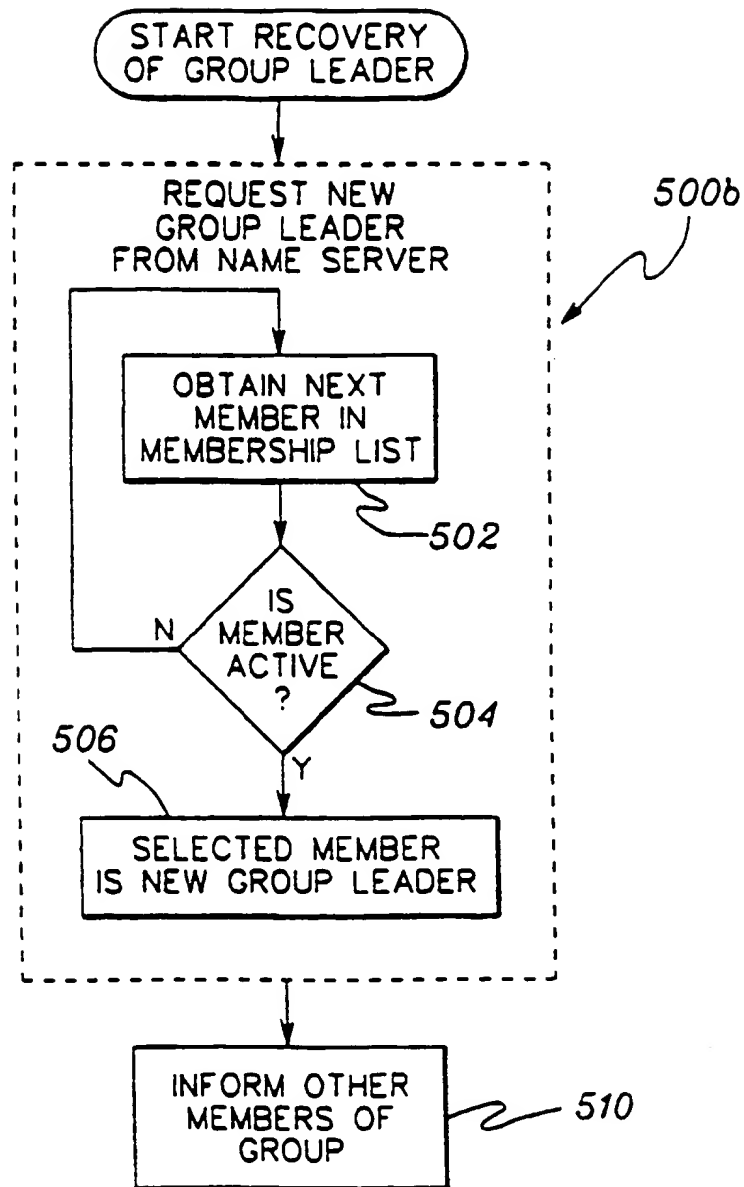 START RECOVERY
OF GROUP LEADER
REQUEST NEW
GROUP LEADER
FROM NAME SERVER
500b
OBTAIN NEXT
MEMBER IN
MEMBERSHIP LIST
502
IS
MEMBER
ACTIVE
?
N
504
Y
506
SELECTED MEMBER
IS NEW GROUP LEADER
INFORM OTHER
MEMBERS OF
GROUP
510